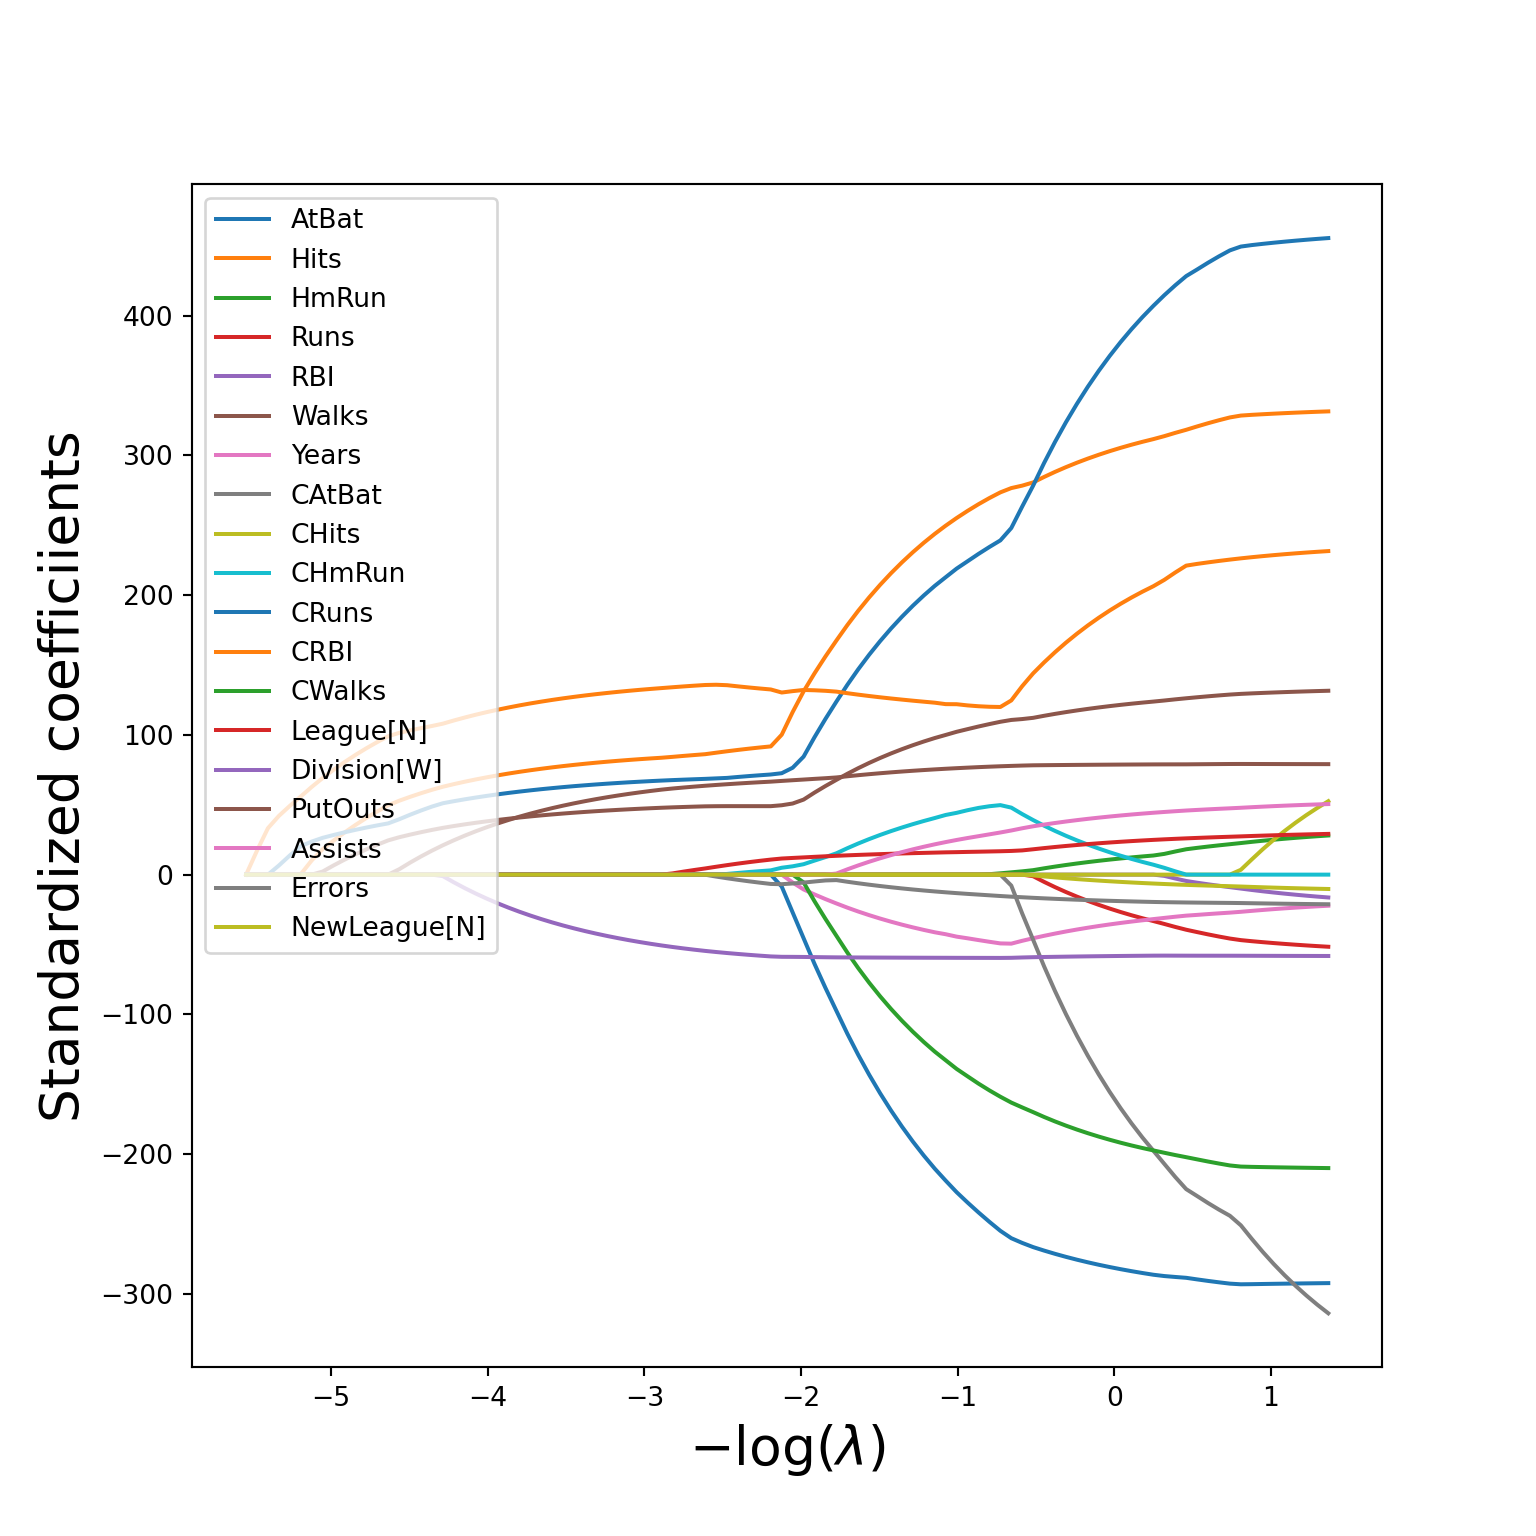 AtBat
Hits
HmRun
Runs
RBI
Walks
Years
CAtBat
CHits
CHmRun
CRuns
CRBI
CWalks
League[N]
Division[W]
PutOuts
Assists
Errors
NewLeague[N]
400
300
200
100
0
−100
−200
−300
Standardized coefficiients
−5 −4 −3 −2 −1 0 1
−log(λ)